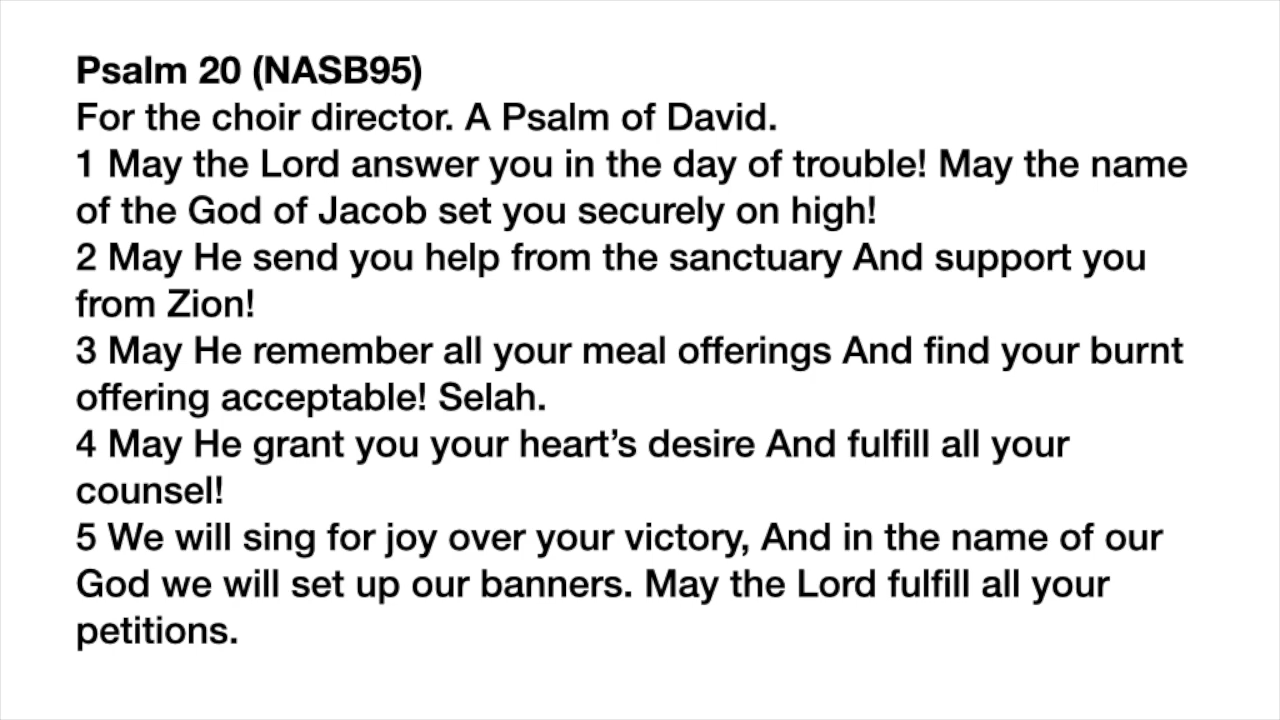 Psalm 20 (NASB95)
For the choir director. A Psalm of David.
1 May the Lord answer you in the day of trouble! May the name
of the God of Jacob set you securely on high!
2 May He send you help from the sanctuary And support you
from Zion!
3 May He remember all your meal offerings And find your burnt
offering acceptable! Selah.
4 May He grant you your heart’s desire And fulfill all your
counsel!
5 We will sing for joy over your victory, And in the name of our
God we will set up our banners. May the Lord fulfill all your
petitions.